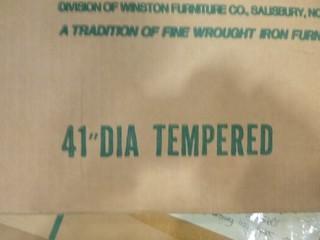 DIVISION OF WINSTON FURNITURE CO., SALISBURY, NC
A TRADITION OF FINE WROUGHT IRON FURN
41" DIA TEMPERED